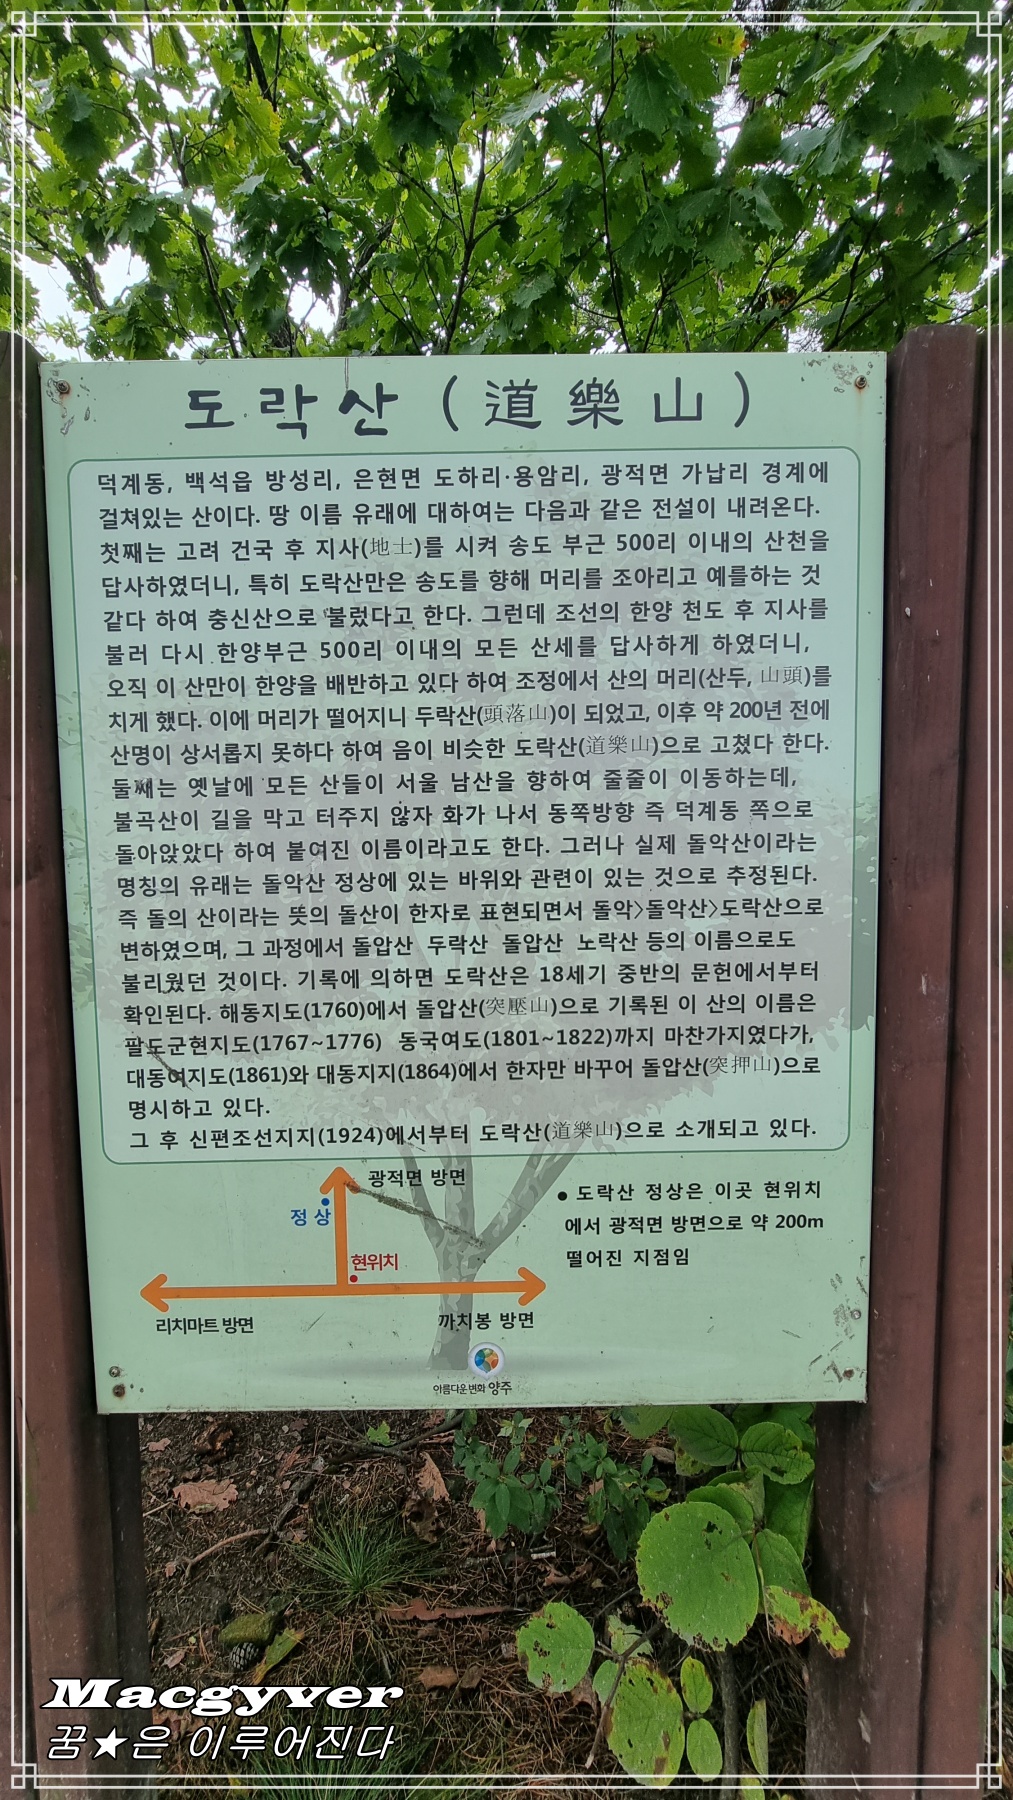 도락산 (道樂山)
덕계동, 백석읍 방성리, 은현면 도하리·용암리, 광적면 가납리 경계에
걸쳐있는 산이다. 땅 이름 유래에 대하여는 다음과 같은 전설이 내려온다.
첫째는 고려 건국 후 지사(地士)를 시켜 송도 부근 500리 이내의 산천을
답사하였더니, 특히 도락산만은 송도를 향해 머리를 조아리고 예를하는 것
같다 하여 충신산으로 불렀다고 한다. 그런데 조선의 한양 천도 후 지사를
불러 다시 한양부근 500리 이내의 모든 산세를 답사하게 하였더니,
오직 이 산만이 한양을 배반하고 있다 하여 조정에서 산의 머리(산두, 山頭)를
치게 했다. 이에 머리가 떨어지니 두락산(頭落山)이 되었고, 이후 약 200년 전에
산명이 상서롭지 못하다 하여 음이 비슷한 도락산(道樂山)으로 고쳤다 한다.
둘째는 옛날에 모든 산들이 서울 남산을 향하여 줄줄이 이동하는데,
불곡산이 길을 막고 터주지 않자 화가 나서 동쪽방향 즉 덕계동 쪽으로
돌아앉았다 하여 붙여진 이름이라고도 한다. 그러나 실제 돌악산이라는
명칭의 유래는 돌악산 정상에 있는 바위와 관련이 있는 것으로 추정된다.
즉 돌의 산이라는 뜻의 돌산이 한자로 표현되면서 돌악>돌악산>도락산으로
변하였으며, 그 과정에서 돌압산 두락산 돌압산 노락산 등의 이름으로도
불리웠던 것이다. 기록에 의하면 도락산은 18세기 중반의 문헌에서부터
확인된다. 해동지도(1760)에서 돌압산(突壓山)으로 기록된 이 산의 이름은
팔도군현지도(1767~1776) 동국여도(1801~1822)까지 마찬가지였다가,
대동여지도(1861)와 대동지지(1864)에서 한자만 바꾸어 돌압산(突押山)으로
명시하고 있다.
그 후 신편조선지지(1924)에서부터 도락산(道樂山)으로 소개되고 있다.
광적면 방면
정상
현위치
리치마트 방면
까치봉 방면
● 도락산 정상은 이곳 현위치
에서 광적면 방면으로 약 200m
떨어진 지점임
아름다운 변화 양주
Macgyver
꿈★은 이루어진다